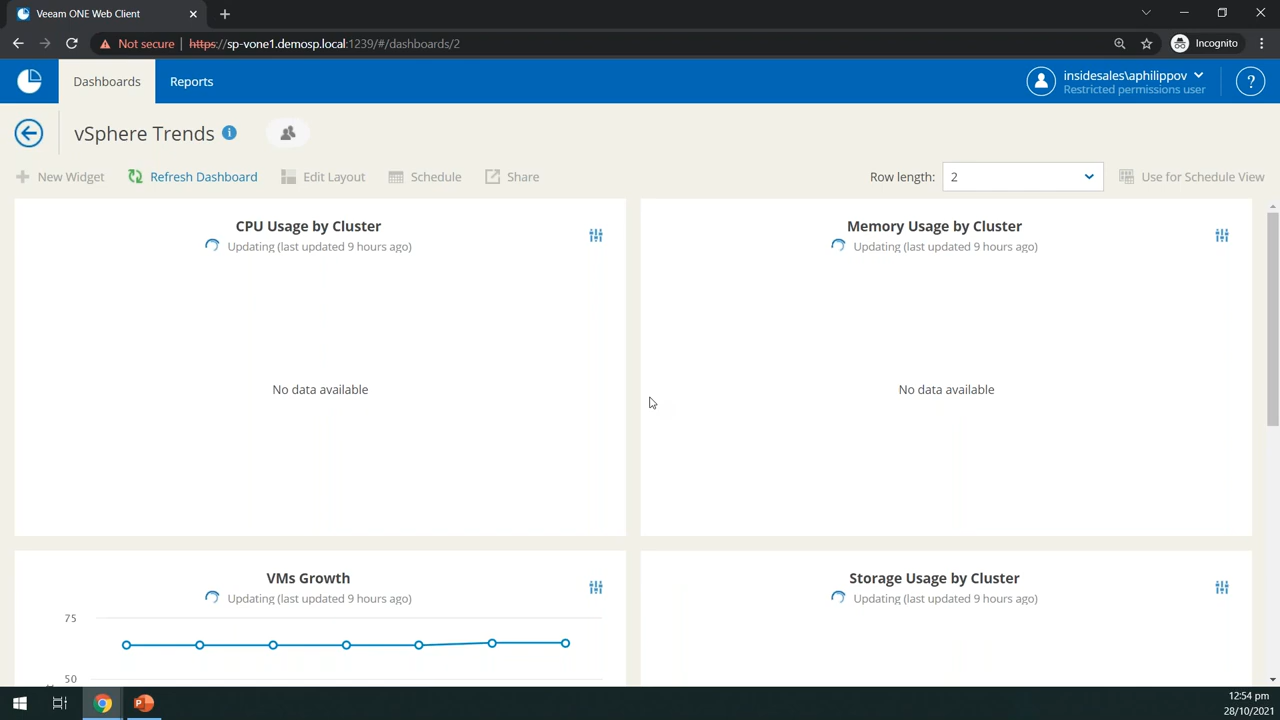 Veeam ONE Web Client
Not secure
https://sp-vone1.demosp.local:1239/#/dashboards/2
Incognito
Dashboards
Reports
insidesales\aphilippov
Restricted permissions user
?
vSphere Trends
New Widget
Refresh Dashboard
Edit Layout
Schedule
Share
Row length:
2
Use for Schedule View
CPU Usage by Cluster
Updating (last updated 9 hours ago)
No data available
Memory Usage by Cluster
Updating (last updated 9 hours ago)
No data available
VMs Growth
Updating (last updated 9 hours ago)
75
50
Storage Usage by Cluster
Updating (last updated 9 hours ago)
12:54 pm
28/10/2021